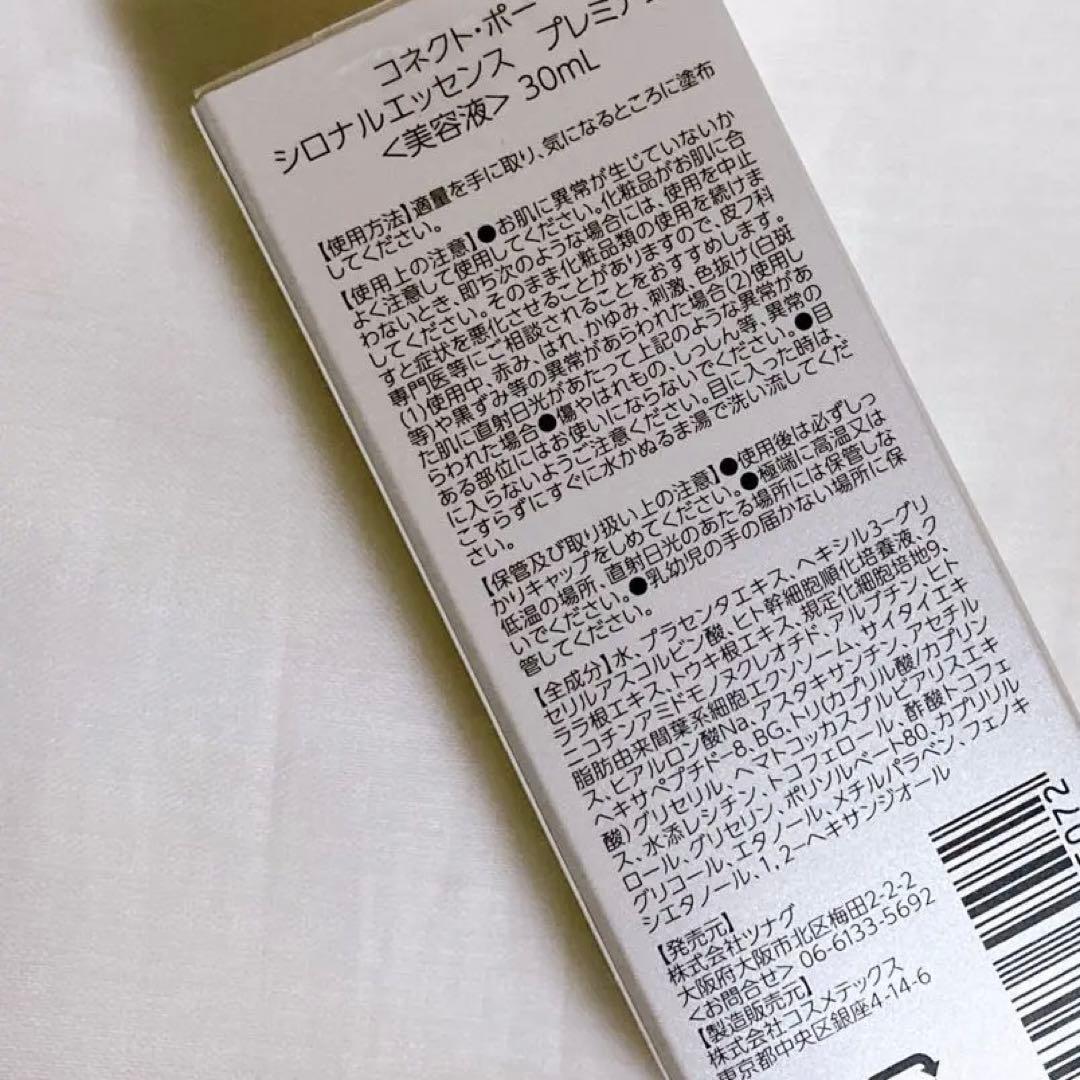 コネクト・ポー
シロナルエッセンス プレミアム
<美容液> 30mL
【使用方法】適量を手に取り、気になるところに塗布
してください。
【使用上の注意】●お肌に異常が生じていないか
よく注意して使用してください。化粧品がお肌に合
わないとき、即ち次のような場合には、使用を中止
してください。そのまま化粧品類の使用を続けま
すと症状を悪化させることがありますので、皮フ科
専門医等にご相談されることをおすすめします。
(1)使用中、赤み、はれ、かゆみ、刺激、色抜け(白斑
等)や黒ずみ等の異常があらわれた場合(2)使用し
た肌に直射日光があたって上記のような異常があ
らわれた場合●傷やはれもの、しっしん等、異常の
ある部位にはお使いにならないでください。●目
に入らないようご注意ください。目に入った時は、
こすらずにすぐに水かぬるま湯で洗い流してくだ
さい。
【保管及び取り扱い上の注意】●使用後は必ずしっ
かりキャップをしめてください。●極端に高温又は
低温の場所、直射日光のあたる場所には保管しな
いでください。●乳幼児の手の届かない場所に保
管してください。
【全成分】水、プラセンタエキス、ヘキシル3-グリ
セリルアスコルビン酸、ヒト幹細胞順化培養液、ク
ララ根エキス、トウキ根エキス、規定化細胞培地9、
ニコチンアミドモノヌクレオチド、アルブチン、ヒト
脂肪由来間葉系細胞エクソソーム、サイタイエキ
ス、ヒアルロン酸Na、アスタキサンチン、アセチル
ヘキサペプチド-8、BG、トリ(カプリル酸/カプリン
酸)グリセリル、ヘマトコッカスプルビアリスエキ
ス、水添レシチン、トコフェロール、酢酸トコフェ
ロール、グリセリン、ポリソルベート80、カプリリル
グリコール、エタノール、メチルパラベン、フェノキ
シエタノール、1,2-ヘキサンジオール
【発売元】
株式会社ツナグ
大阪府大阪市北区梅田2-2-2
<お問合せ> 06-6133-5692
【製造販売元】
株式会社コスメテックス
東京都中央区銀座4-14-6